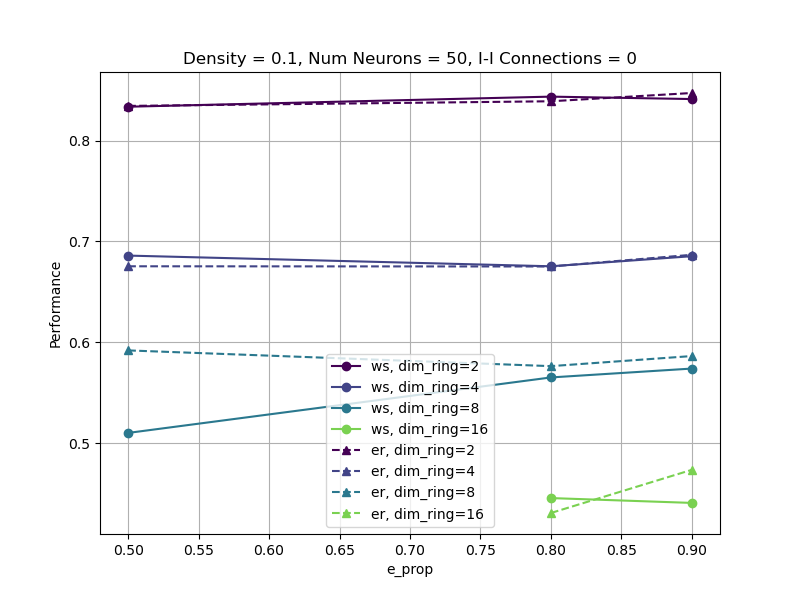 Density = 0.1, Num Neurons = 50, I-I Connections = 0
Performance
0.8
0.7
0.6
0.5
ws, dim_ring=2
ws, dim_ring=4
ws, dim_ring=8
ws, dim_ring=16
er, dim_ring=2
er, dim_ring=4
er, dim_ring=8
er, dim_ring=16
0.50 0.55 0.60 0.65 0.70 0.75 0.80 0.85 0.90
e_prop